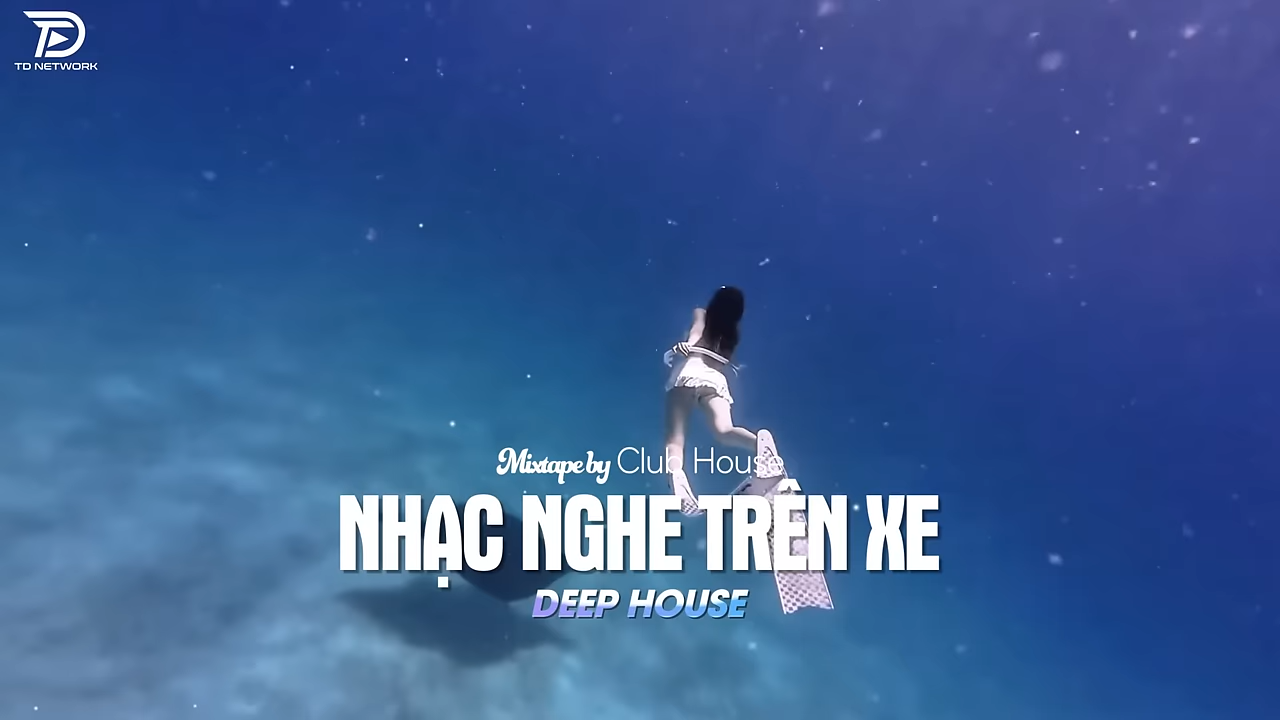 TD NETWORK
Mixtape by Club House
NHẠC NGHE TRÊN XE
DEEP HOUSE